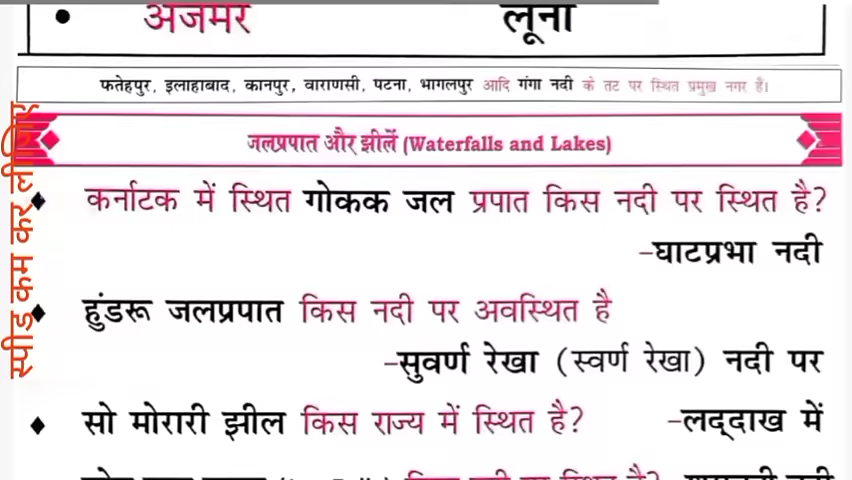 • अजमेर लूना
फतेहपुर, इलाहाबाद, कानपुर, वाराणसी, पटना, भागलपुर आदि गंगा नदी के तट पर स्थित प्रमुख नगर हैं।
जलप्रपात और झीलें (Waterfalls and Lakes)
कर्नाटक में स्थित गोकक जल प्रपात किस नदी पर स्थित है?
-घाटप्रभा नदी
हुंडरू जलप्रपात किस नदी पर अवस्थित है
-सुवर्ण रेखा (स्वर्ण रेखा) नदी पर
सो मोरारी झील किस राज्य में स्थित है? -लद्दाख में
किस नदी पर स्थित है?
स्पीड कम कर लीजिए